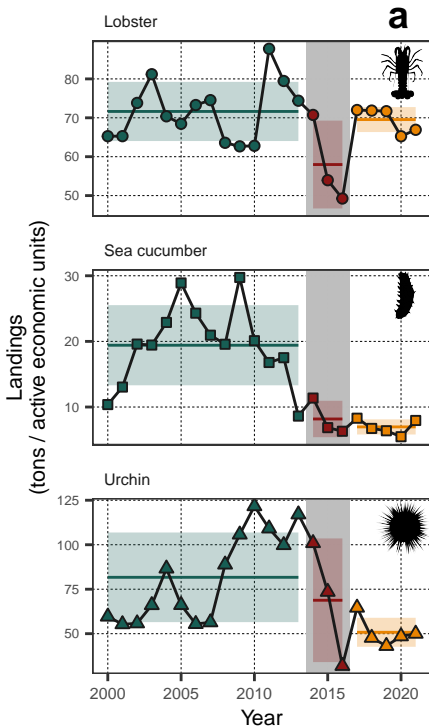 a
Lobster
80
70
60
50
Sea cucumber
30
20
10
Urchin
125
100
75
50
2000 2005 2010 2015 2020
Year
Landings
(tons / active economic units)